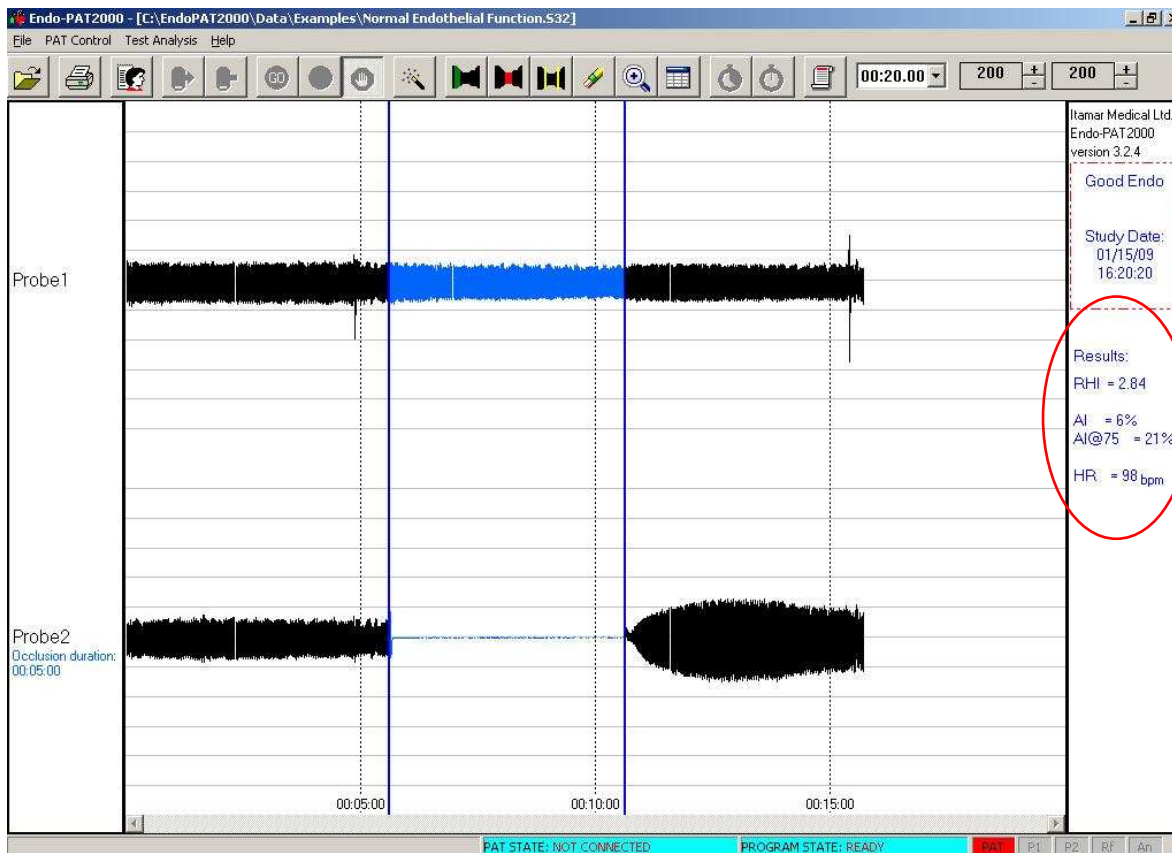 Endo-PAT2000 - [C:\EndoPAT2000\Data\Examples\Normal Endothelial Function.S32]
File PAT Control Test Analysis Help
GO 00:20.00 200 + - 200 + -
Itamar Medical Ltd.
Endo-PAT2000
version 3.2.4
Good Endo
Study Date:
01/15/09
16:20:20
Probe1
Results:
RHI = 2.84
AI = 6%
AI@75 = 21%
HR = 98 bpm
Probe2
Occlusion duration:
00:05:00
00:05:00 00:10:00 00:15:00
PAT STATE: NOT CONNECTED PROGRAM STATE: READY PAT P1 P2 Rf An